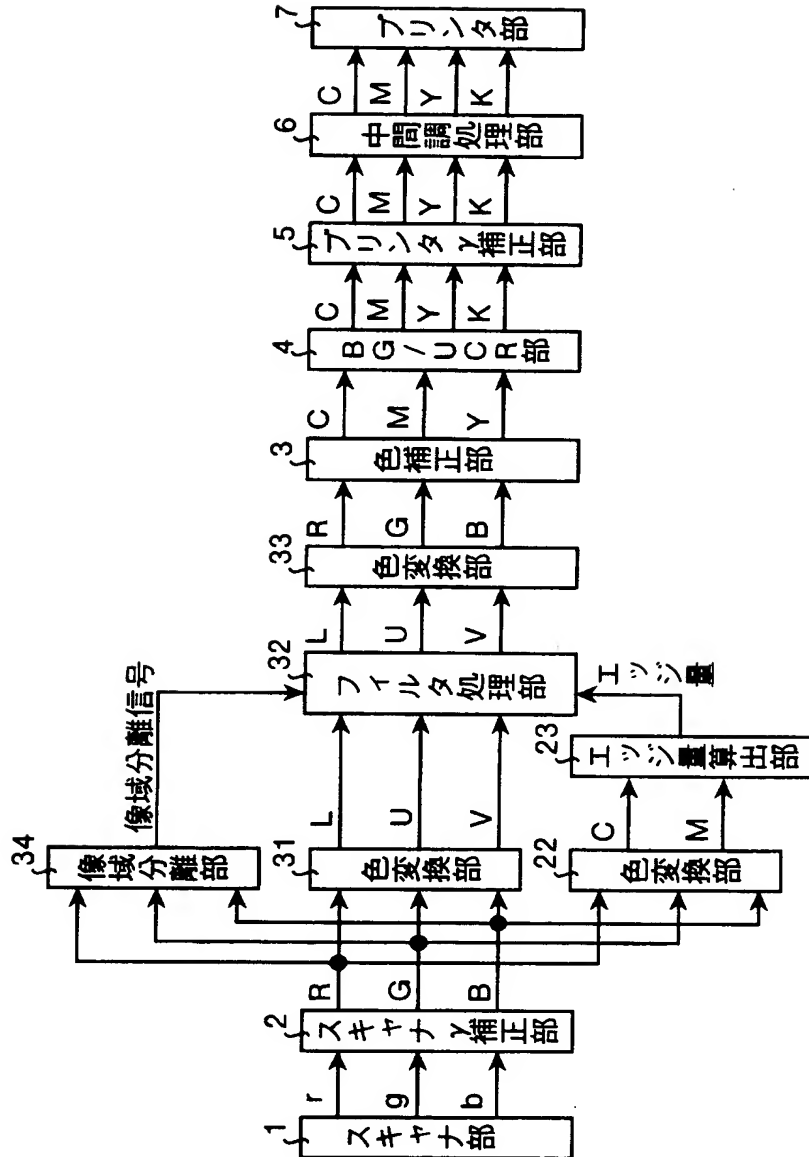 1
スキャナ部
r
g
b
2
スキャナγ補正部
R
G
B
34
像域分離部
像域分離信号
31
色変換部
L
U
V
22
色変換部
C
M
23
エッジ量算出部
エッジ量
32
フィルタ処理部
L
U
V
33
色変換部
R
G
B
3
色補正部
C
M
Y
4
BG/UCR部
C
M
Y
K
5
プリンタγ補正部
C
M
Y
K
6
中間調処理部
C
M
Y
K
7
プリンタ部